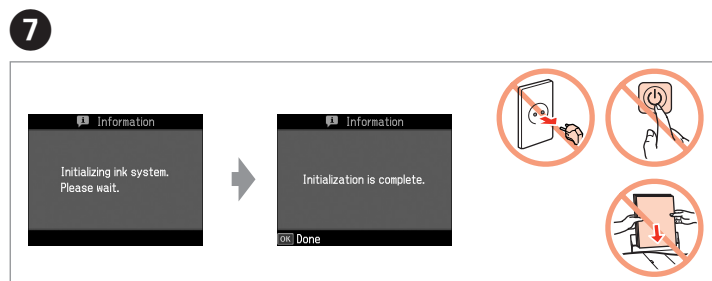 7
Information
Initializing ink system.
Please wait.
Information
Initialization is complete.
OK Done